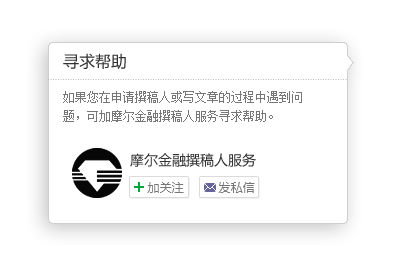 寻求帮助
如果您在申请撰稿人或写文章的过程中遇到问
题，可加摩尔金融撰稿人服务寻求帮助。
摩尔金融撰稿人服务
加关注 发私信